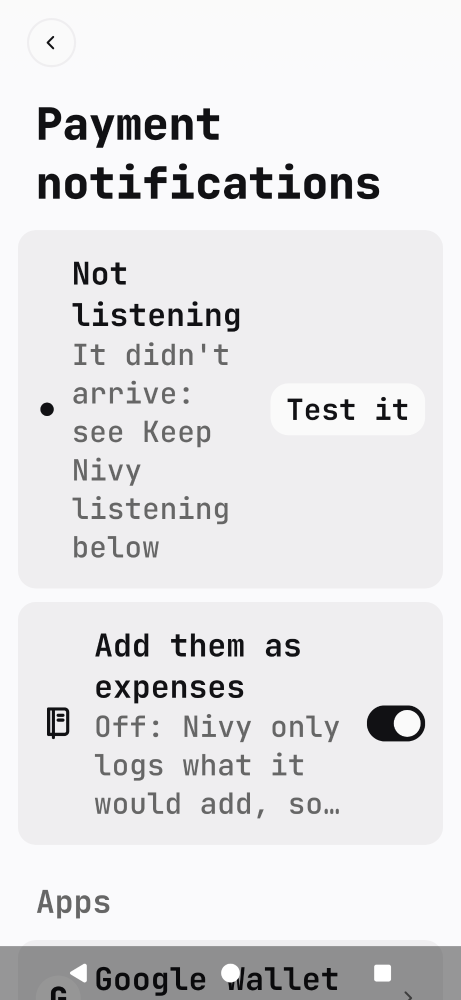 Payment
notifications
Not
listening
It didn't
arrive:
see Keep
Nivy
listening
below
Test it
Add them as
expenses
Off: Nivy only
logs what it
would add, so…
Apps
G
Google Wallet